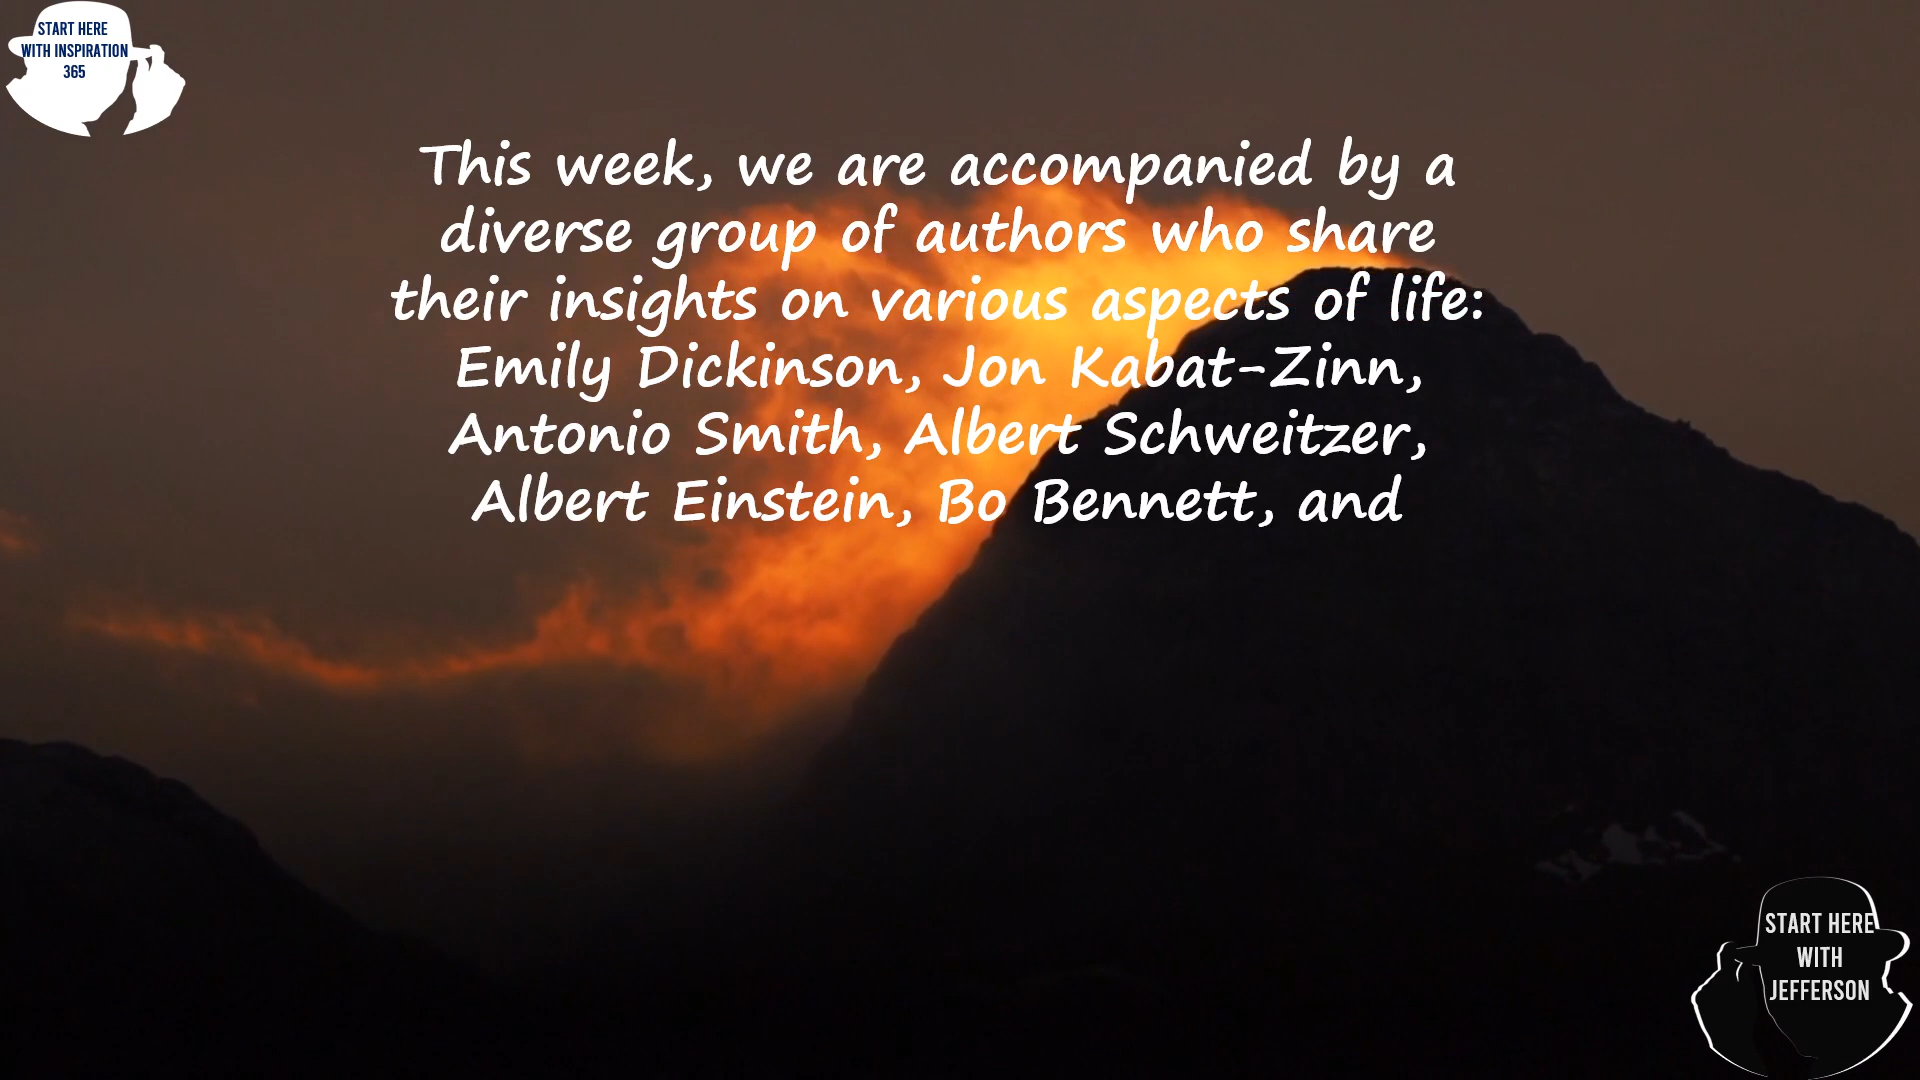 START HERE
WITH INSPIRATION
365
This week, we are accompanied by a
diverse group of authors who share
their insights on various aspects of life:
Emily Dickinson, Jon Kabat-Zinn,
Antonio Smith, Albert Schweitzer,
Albert Einstein, Bo Bennett, and
START HERE
WITH
JEFFERSON